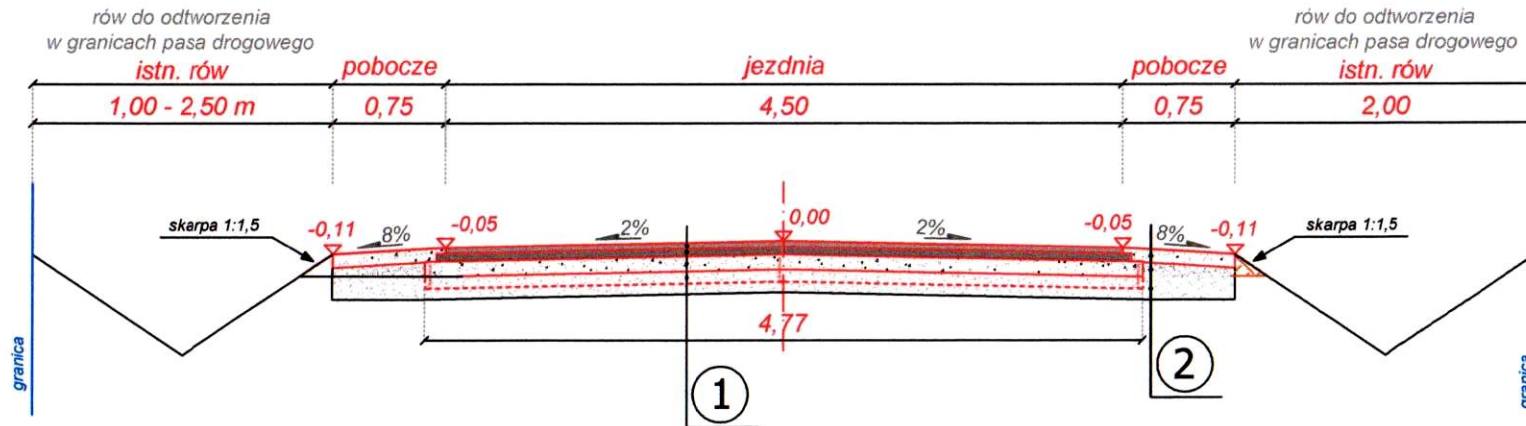 rów do odtworzenia
w granicach pasa drogowego
rów do odtworzenia
w granicach pasa drogowego
istn. rów
pobocze
jezdnia
pobocze
istn. rów
1,00 - 2,50 m
0,75
4,50
0,75
2,00
skarpa 1:1,5
-0,11
8%
-0,05
2%
0,00
2%
-0,05
8%
-0,11
skarpa 1:1,5
4,77
granica
1
2
granica